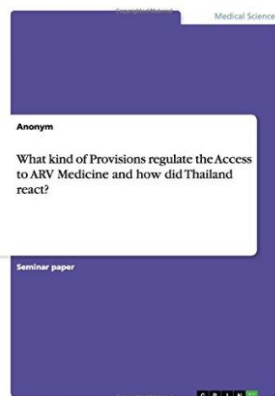 Medical Science
Anonym
What kind of Provisions regulate the Access
to ARV Medicine and how did Thailand
react?
Seminar paper
G R I N